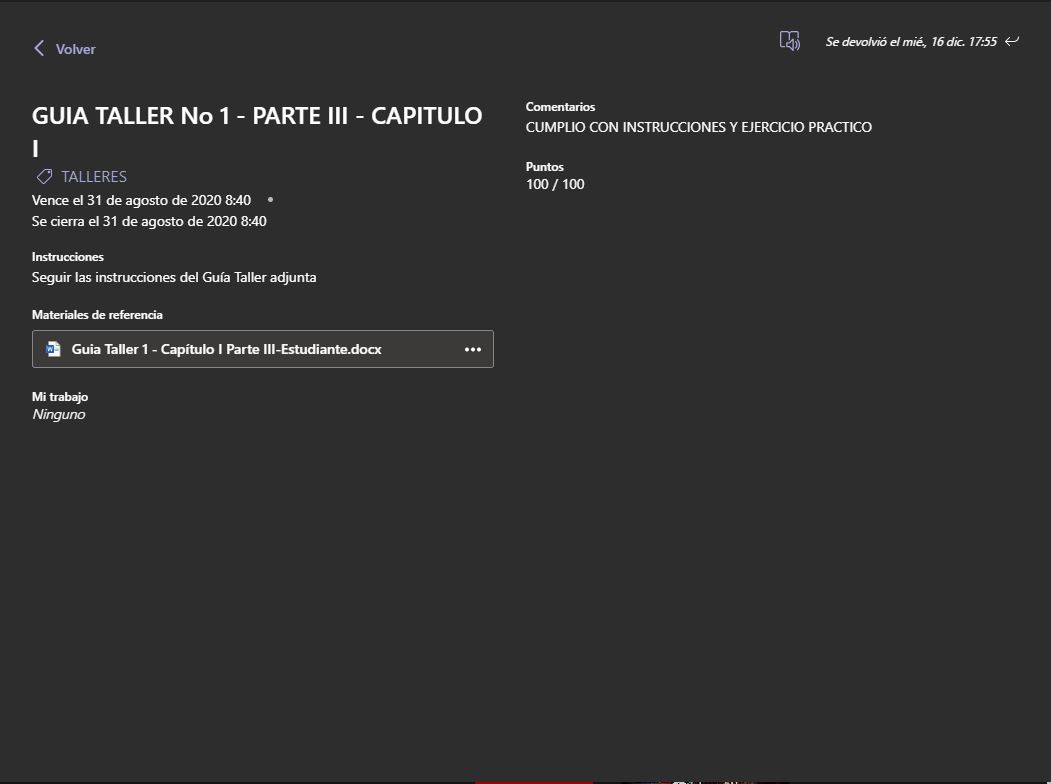 Volver
Se devolvió el mié., 16 dic. 17:55
GUIA TALLER No 1 - PARTE III - CAPITULO
I
TALLERES
Vence el 31 de agosto de 2020 8:40 •
Se cierra el 31 de agosto de 2020 8:40
Instrucciones
Seguir las instrucciones del Guía Taller adjunta
Materiales de referencia
Guia Taller 1 - Capítulo I Parte III-Estudiante.docx
Mi trabajo
Ninguno
Comentarios
CUMPLIO CON INSTRUCCIONES Y EJERCICIO PRACTICO
Puntos
100 / 100